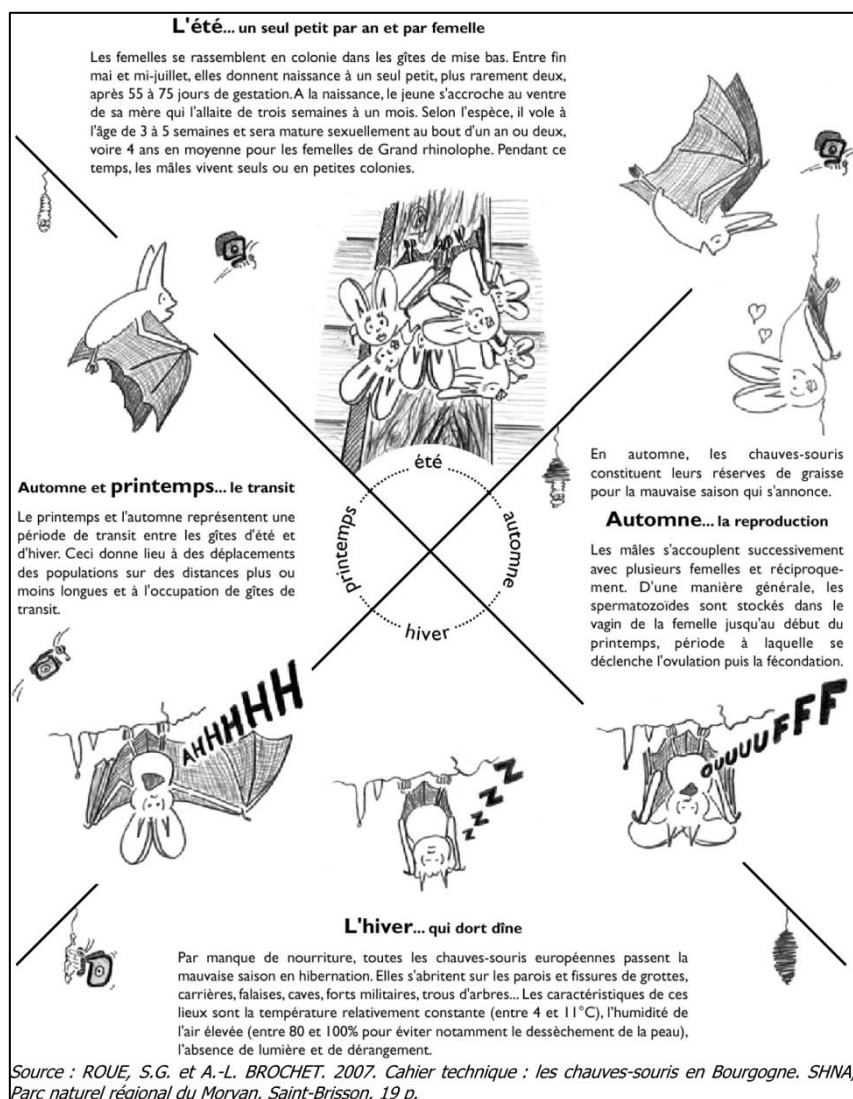 L'été... un seul petit par an et par femelle
Les femelles se rassemblent en colonie dans les gîtes de mise bas. Entre fin
mai et mi-juillet, elles donnent naissance à un seul petit, plus rarement deux,
après 55 à 75 jours de gestation. A la naissance, le jeune s'accroche au ventre
de sa mère qui l'allaite de trois semaines à un mois. Selon l'espèce, il vole à
l'âge de 3 à 5 semaines et sera mature sexuellement au bout d'un an ou deux,
voire 4 ans en moyenne pour les femelles de Grand rhinolophe. Pendant ce
temps, les mâles vivent seuls ou en petites colonies.
En automne, les chauves-souris
constituent leurs réserves de graisse
pour la mauvaise saison qui s'annonce.
Automne... la reproduction
Les mâles s'accouplent successivement
avec plusieurs femelles et réciproque-
ment. D'une manière générale, les
spermatozoïdes sont stockés dans le
vagin de la femelle jusqu'au début du
printemps, période à laquelle se
déclenche l'ovulation puis la fécondation.
Automne et printemps... le transit
Le printemps et l'automne représentent une
période de transit entre les gîtes d'été et
d'hiver. Ceci donne lieu à des déplacements
des populations sur des distances plus ou
moins longues et à l'occupation de gîtes de
transit.
été
printemps
automne
hiver
AHHHHHH
ZZZZZ
OUUUUFFF
L'hiver... qui dort dîne
Par manque de nourriture, toutes les chauves-souris européennes passent la
mauvaise saison en hibernation. Elles s'abritent sur les parois et fissures de grottes,
carrières, falaises, caves, forts militaires, trous d'arbres... Les caractéristiques de ces
lieux sont la température relativement constante (entre 4 et 11°C), l'humidité de
l'air élevée (entre 80 et 100% pour éviter notamment le dessèchement de la peau),
l'absence de lumière et de dérangement.
Source : ROUE, S.G. et A.-L. BROCHET. 2007. Cahier technique : les chauves-souris en Bourgogne. SHNA,
Parc naturel régional du Morvan, Saint-Brisson. 19 p.